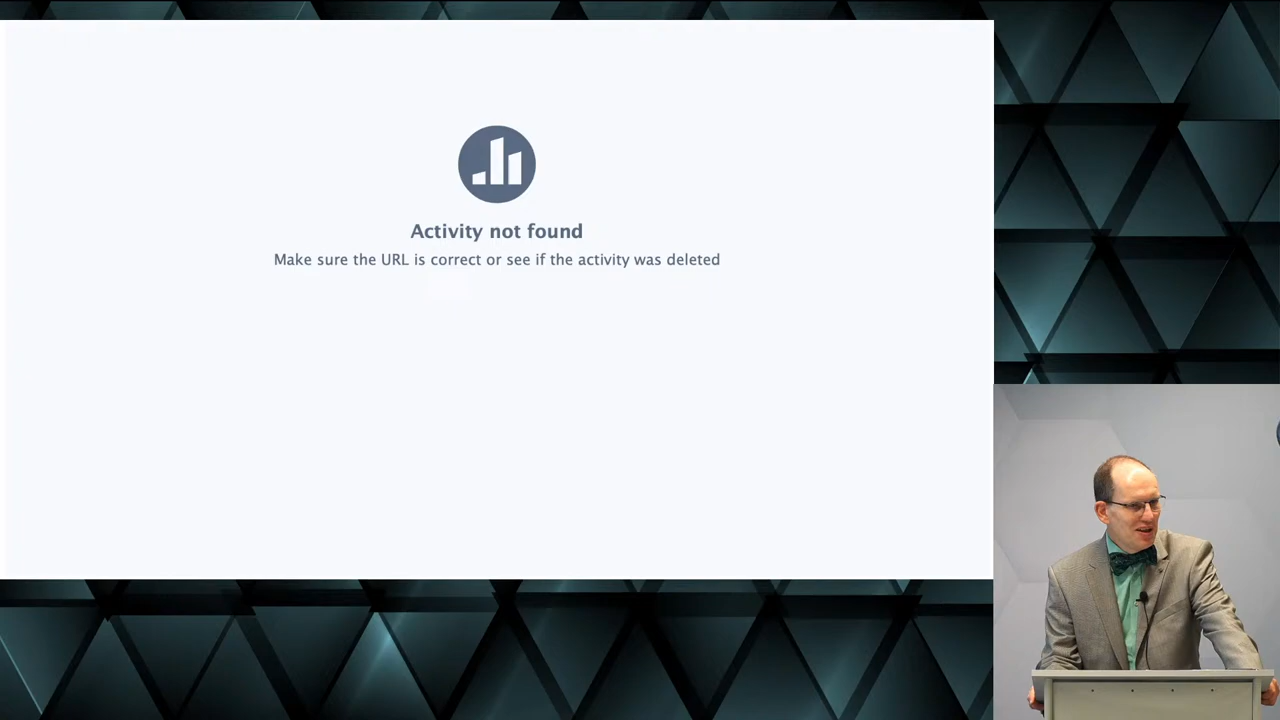 Activity not found
Make sure the URL is correct or see if the activity was deleted